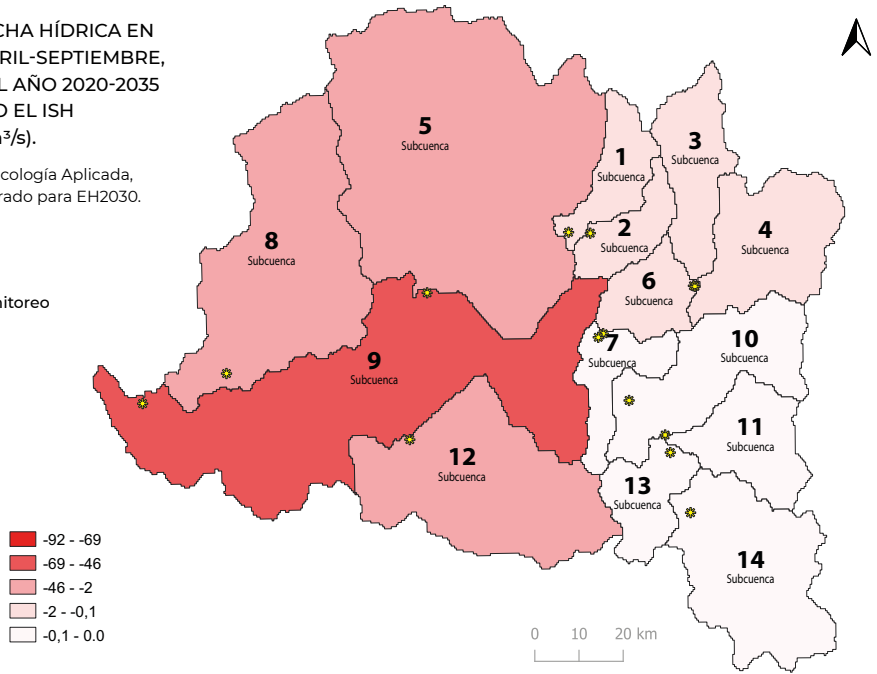 CHA HÍDRICA EN
RIL-SEPTIEMBRE,
L AÑO 2020-2035
O EL ISH
³/s).
cología Aplicada,
rado para EH2030.
nitoreo
5
Subcuenca
3
Subcuenca
1
Subcuenca
8
Subcuenca
2
Subcuenca
4
Subcuenca
6
Subcuenca
9
Subcuenca
7
Subcuenca
10
Subcuenca
12
Subcuenca
11
Subcuenca
13
Subcuenca
14
Subcuenca
-92 - -69
-69 - -46
-46 - -2
-2 - -0,1
-0,1 - 0.0
0 10 20 km